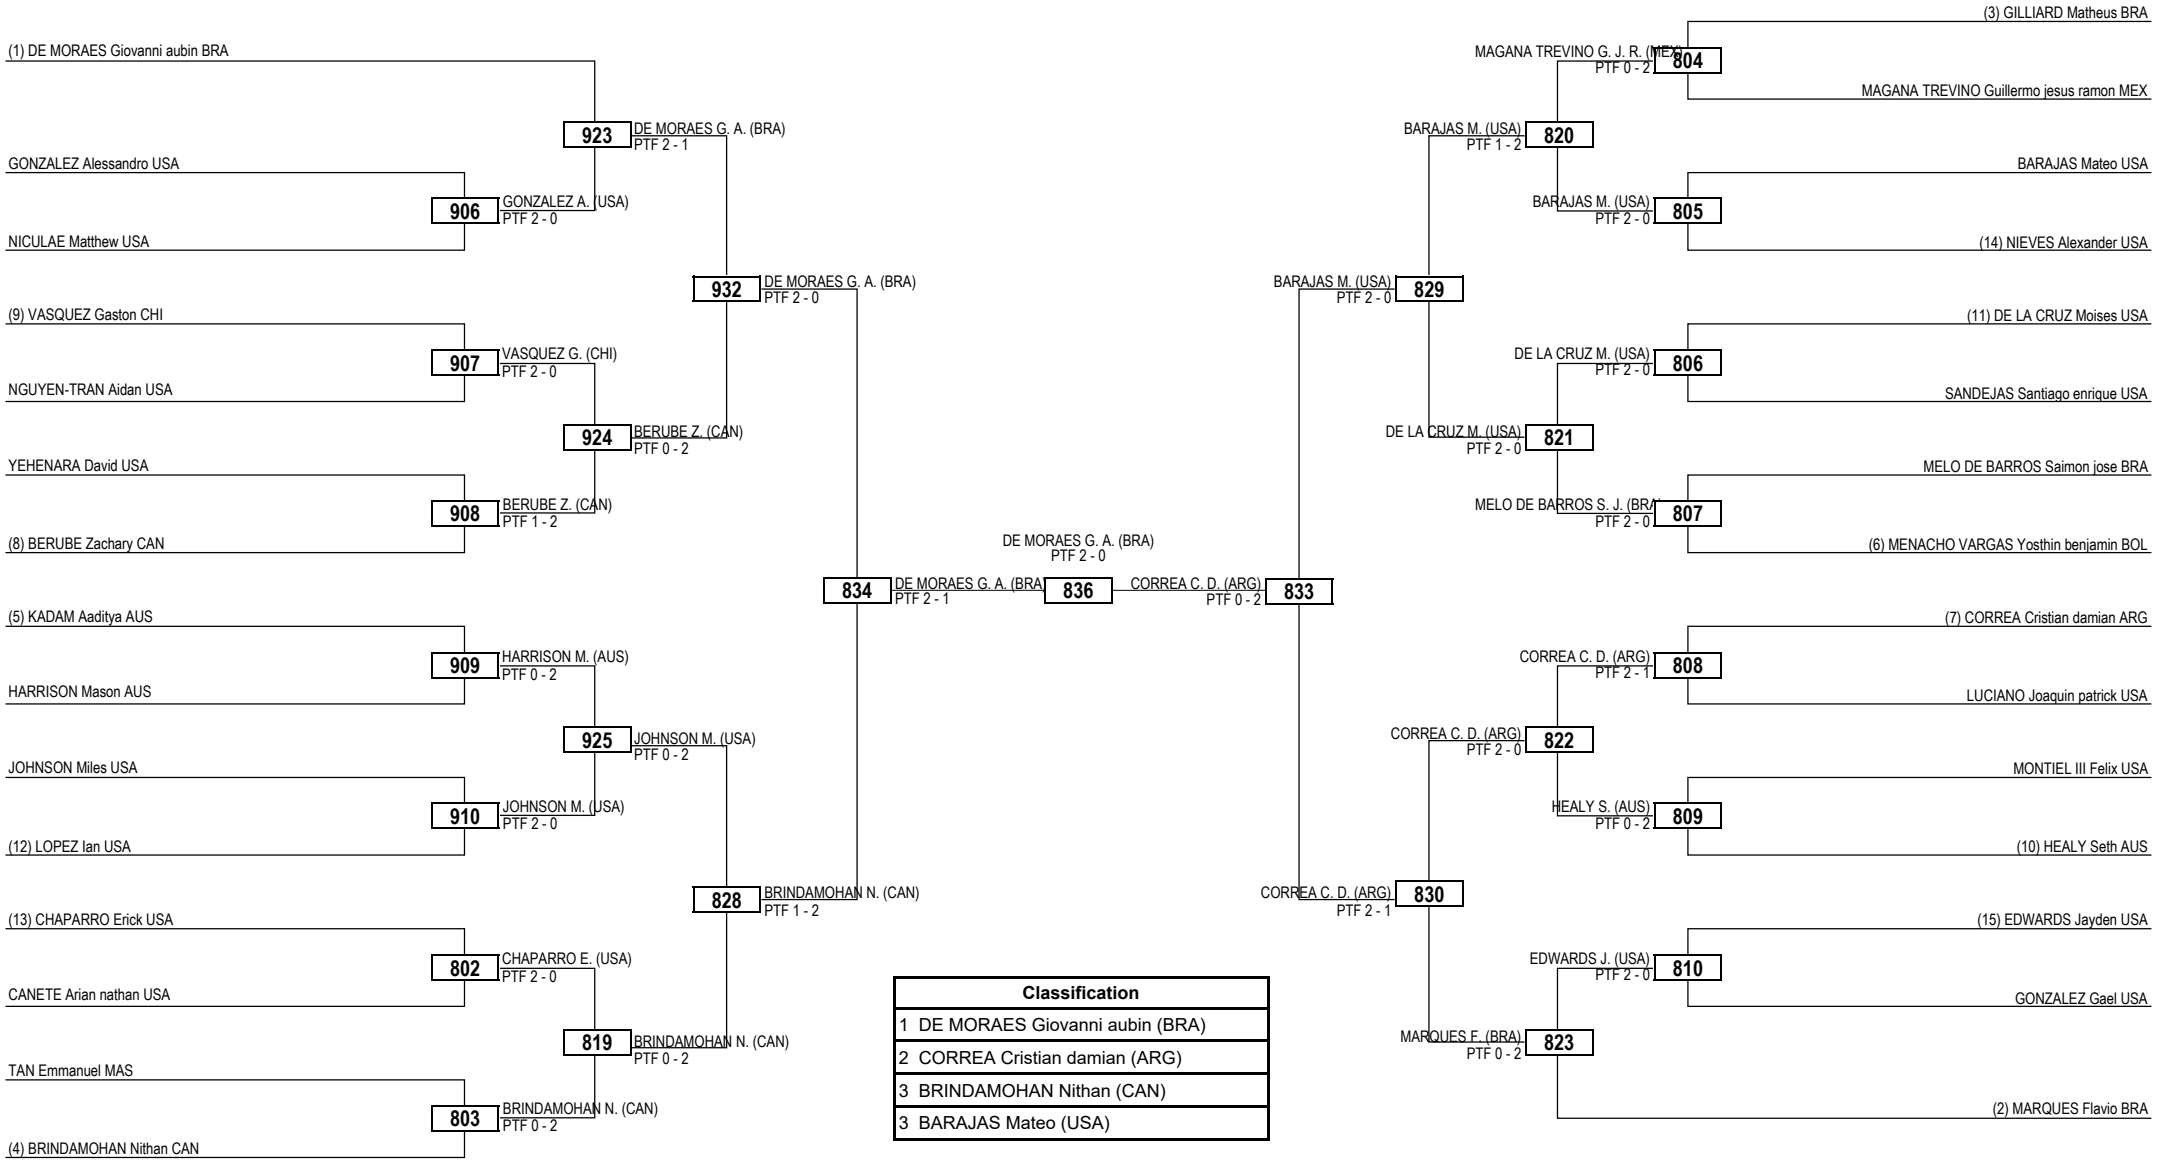 (1) DE MORAES Giovanni aubin BRA
923
DE MORAES G. A. (BRA)
PTF 2 - 1
GONZALEZ Alessandro USA
906
GONZALEZ A. (USA)
PTF 2 - 0
NICULAE Matthew USA
932
DE MORAES G. A. (BRA)
PTF 2 - 0
(9) VASQUEZ Gaston CHI
907
VASQUEZ G. (CHI)
PTF 2 - 0
NGUYEN-TRAN Aidan USA
924
BERUBE Z. (CAN)
PTF 0 - 2
YEHENARA David USA
908
BERUBE Z. (CAN)
PTF 1 - 2
(8) BERUBE Zachary CAN
834
DE MORAES G. A. (BRA)
PTF 2 - 1
(5) KADAM Aaditya AUS
909
HARRISON M. (AUS)
PTF 0 - 2
HARRISON Mason AUS
925
JOHNSON M. (USA)
PTF 0 - 2
JOHNSON Miles USA
910
JOHNSON M. (USA)
PTF 2 - 0
(12) LOPEZ Ian USA
828
BRINDAMOHAN N. (CAN)
PTF 1 - 2
(13) CHAPARRO Erick USA
802
CHAPARRO E. (USA)
PTF 2 - 0
CANETE Arian nathan USA
819
BRINDAMOHAN N. (CAN)
PTF 0 - 2
TAN Emmanuel MAS
803
BRINDAMOHAN N. (CAN)
PTF 0 - 2
(4) BRINDAMOHAN Nithan CAN
DE MORAES G. A. (BRA)
PTF 2 - 0
836
(3) GILLIARD Matheus BRA
MAGANA TREVINO G. J. R. (MEX)
PTF 0 - 2
804
MAGANA TREVINO Guillermo jesus ramon MEX
BARAJAS M. (USA)
PTF 1 - 2
820
BARAJAS Mateo USA
BARAJAS M. (USA)
PTF 2 - 0
805
(14) NIEVES Alexander USA
BARAJAS M. (USA)
PTF 2 - 0
829
(11) DE LA CRUZ Moises USA
DE LA CRUZ M. (USA)
PTF 2 - 0
806
SANDEJAS Santiago enrique USA
DE LA CRUZ M. (USA)
PTF 2 - 0
821
MELO DE BARROS Saimon jose BRA
MELO DE BARROS S. J. (BRA)
PTF 2 - 0
807
(6) MENACHO VARGAS Yosthin benjamin BOL
CORREA C. D. (ARG)
PTF 0 - 2
833
(7) CORREA Cristian damian ARG
CORREA C. D. (ARG)
PTF 2 - 1
808
LUCIANO Joaquin patrick USA
CORREA C. D. (ARG)
PTF 2 - 0
822
MONTIEL III Felix USA
HEALY S. (AUS)
PTF 0 - 2
809
(10) HEALY Seth AUS
CORREA C. D. (ARG)
PTF 2 - 1
830
(15) EDWARDS Jayden USA
EDWARDS J. (USA)
PTF 2 - 0
810
GONZALEZ Gael USA
MARQUES F. (BRA)
PTF 0 - 2
823
(2) MARQUES Flavio BRA
Classification
1 DE MORAES Giovanni aubin (BRA)
2 CORREA Cristian damian (ARG)
3 BRINDAMOHAN Nithan (CAN)
3 BARAJAS Mateo (USA)